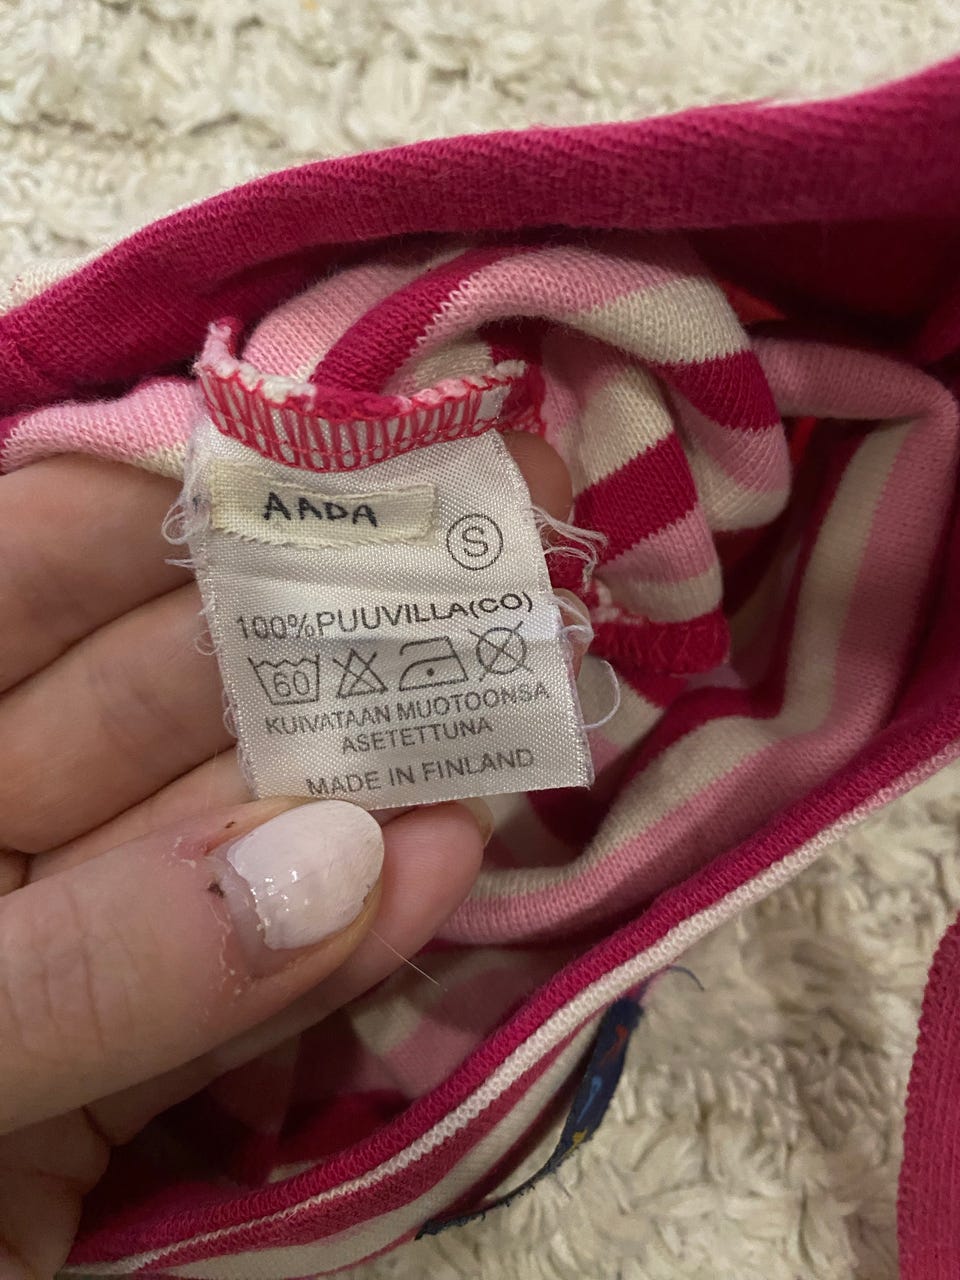 AADA
S
100%PUUVILLA(CO)
60
KUIVATAAN MUOTOONSA
ASETETTUNA
MADE IN FINLAND